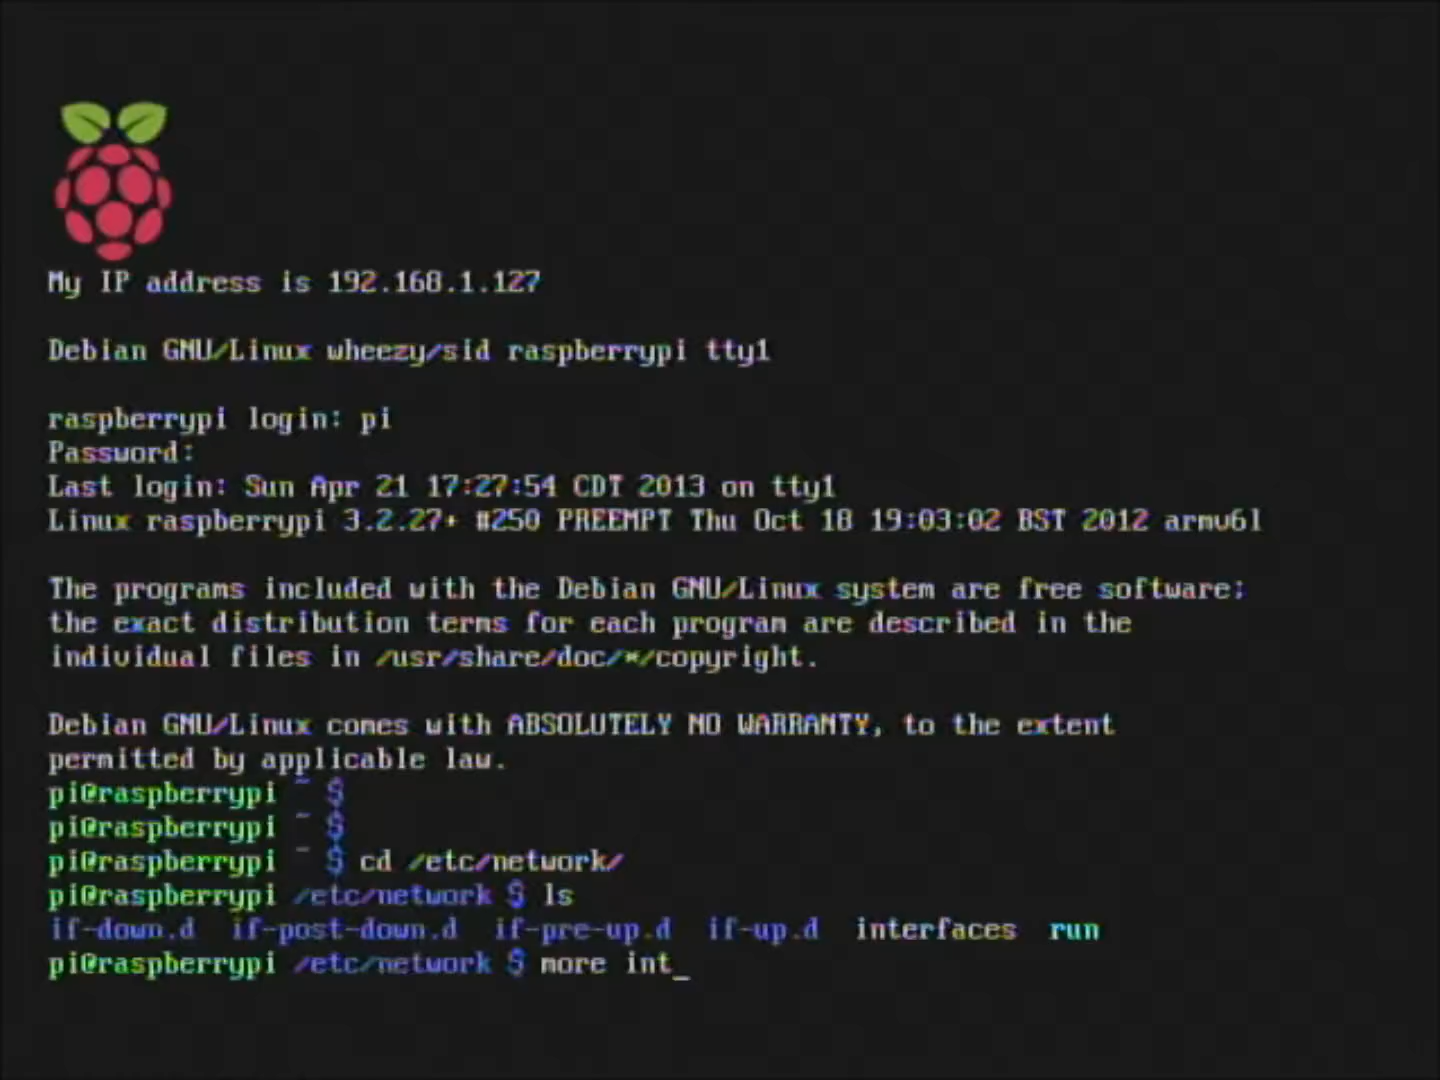 My IP address is 192.168.1.127
Debian GNU/Linux wheezy/sid raspberrypi tty1
raspberrypi login: pi
Password:
Last login: Sun Apr 21 17:27:54 CDT 2013 on tty1
Linux raspberrypi 3.2.27+ #250 PREEMPT Thu Oct 18 19:03:02 BST 2012 armv6l
The programs included with the Debian GNU/Linux system are free software;
the exact distribution terms for each program are described in the
individual files in /usr/share/doc/*/copyright.
Debian GNU/Linux comes with ABSOLUTELY NO WARRANTY, to the extent
permitted by applicable law.
pi@raspberrypi ~ $
pi@raspberrypi ~ $
pi@raspberrypi ~ $ cd /etc/network/
pi@raspberrypi /etc/network $ ls
if-down.d  if-post-down.d  if-pre-up.d  if-up.d  interfaces  run
pi@raspberrypi /etc/network $ more int_